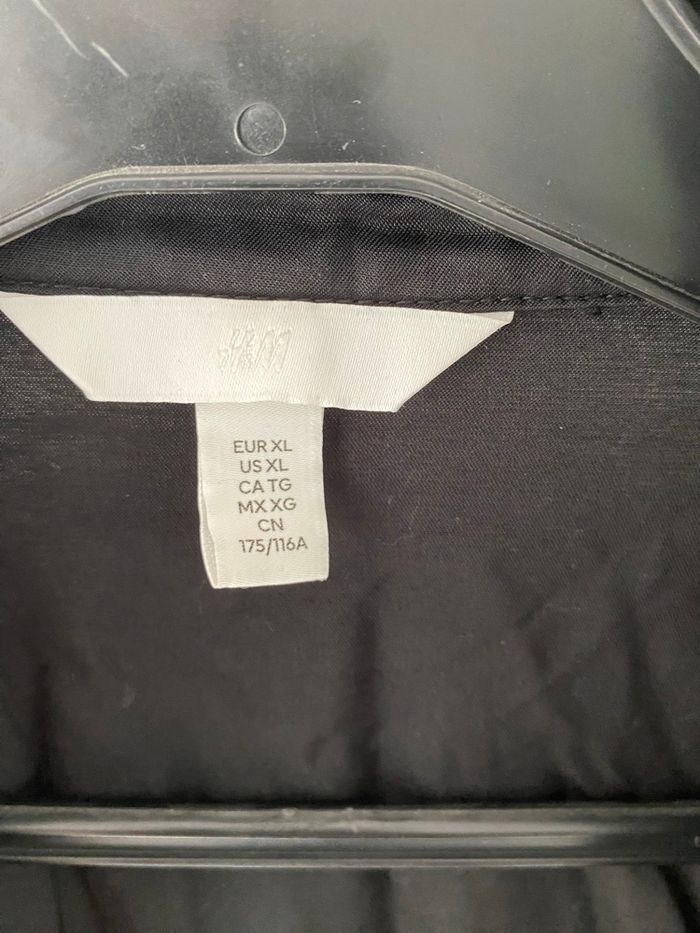 H&M
EUR XL
US XL
CA TG
MX XG
CN
175/116A